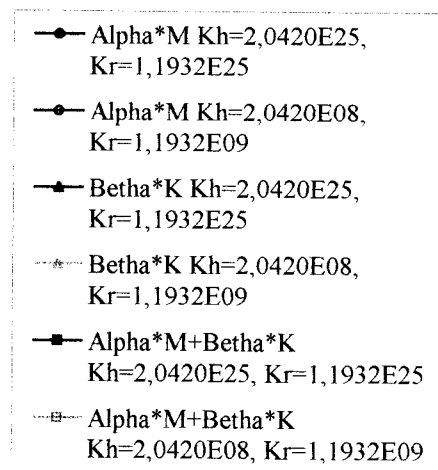 Alpha*M Kh=2,0420E25,
Kr=1,1932E25
Alpha*M Kh=2,0420E08,
Kr=1,1932E09
Betha*K Kh=2,0420E25,
Kr=1,1932E25
Betha*K Kh=2,0420E08,
Kr=1,1932E09
Alpha*M+Betha*K
Kh=2,0420E25, Kr=1,1932E25
Alpha*M+Betha*K
Kh=2,0420E08, Kr=1,1932E09